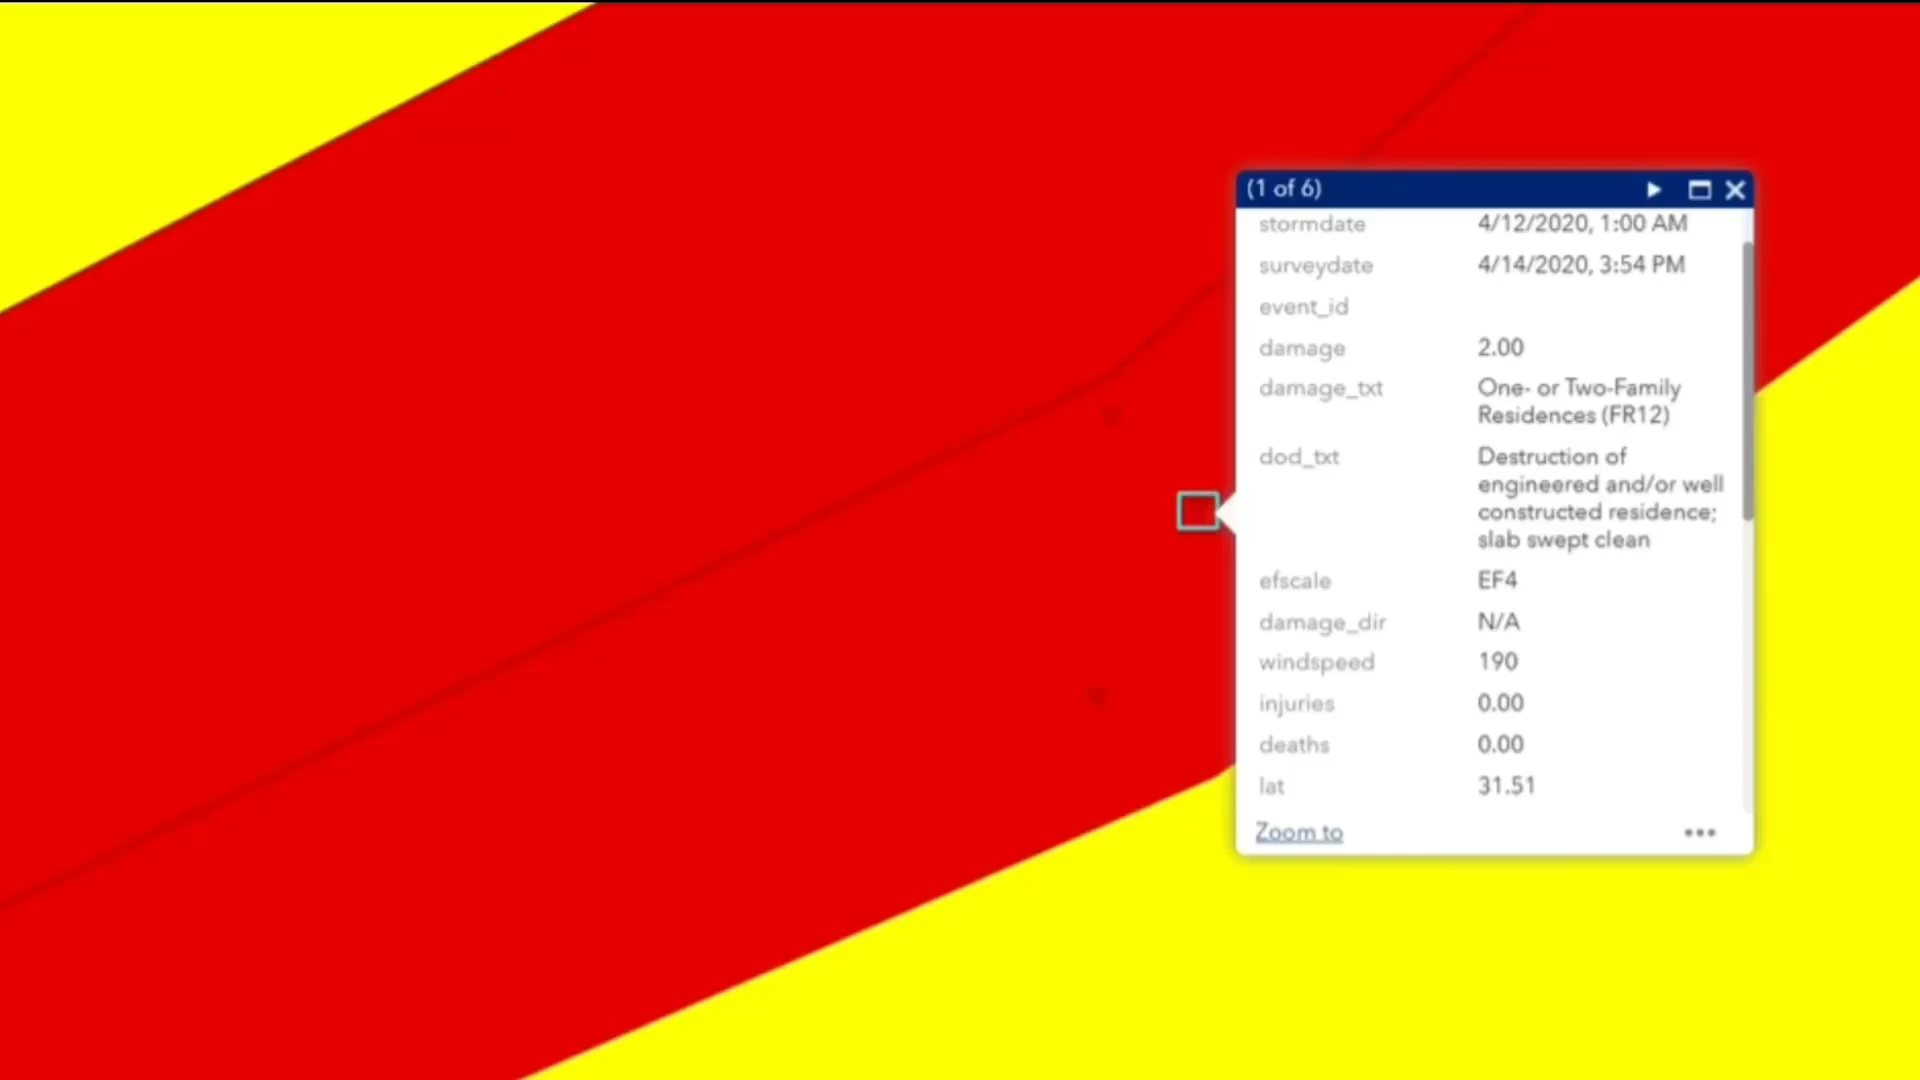 (1 of 6)
stormdate 4/12/2020, 1:00 AM
surveydate 4/14/2020, 3:54 PM
event_id
damage 2.00
damage_txt One- or Two-Family
Residences (FR12)
dod_txt Destruction of
engineered and/or well
constructed residence;
slab swept clean
efscale EF4
damage_dir N/A
windspeed 190
injuries 0.00
deaths 0.00
lat 31.51
Zoom to